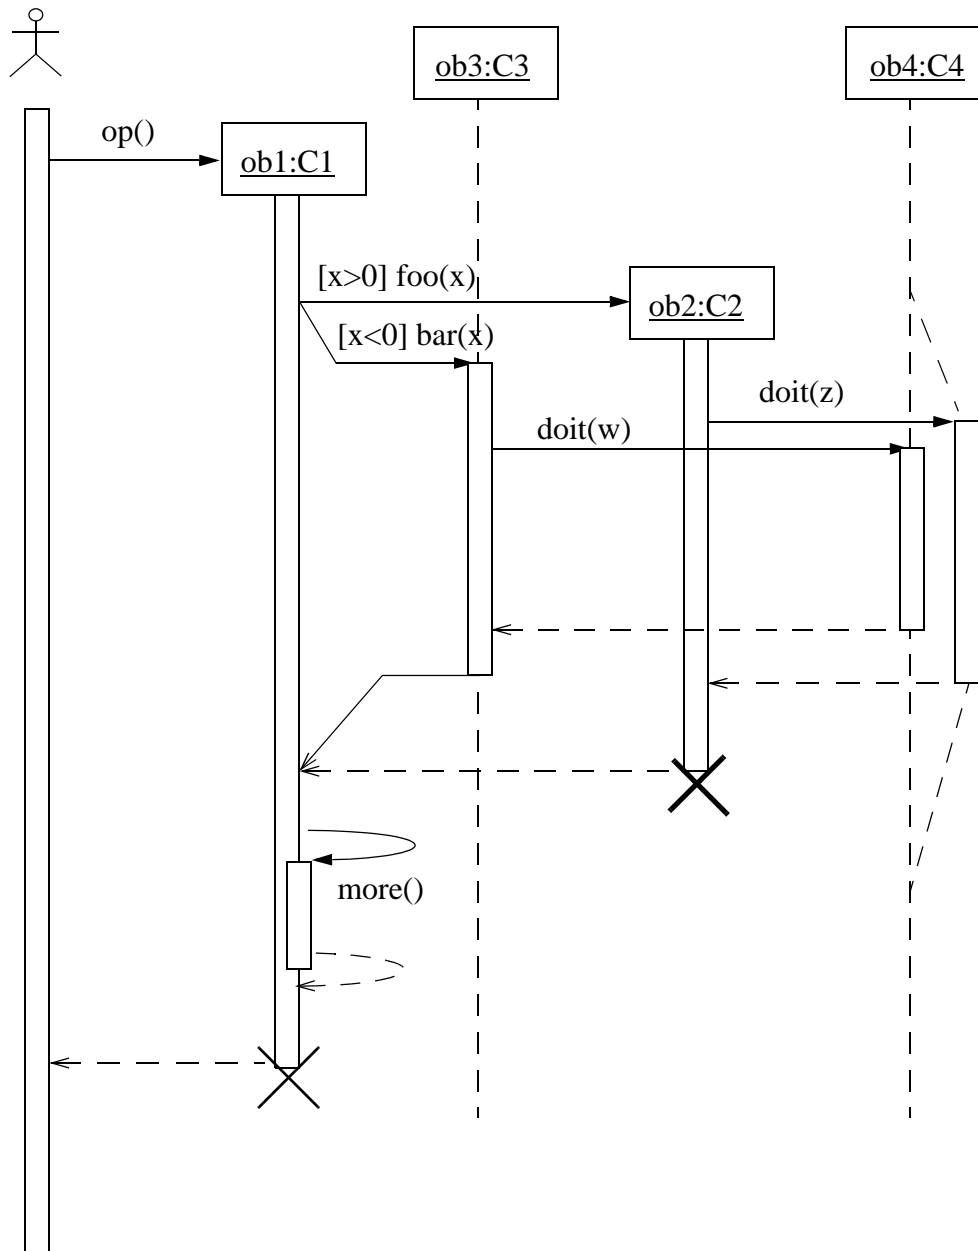 ob3:C3
ob4:C4
op()
ob1:C1
[x>0] foo(x)
ob2:C2
[x<0] bar(x)
doit(z)
doit(w)
more()